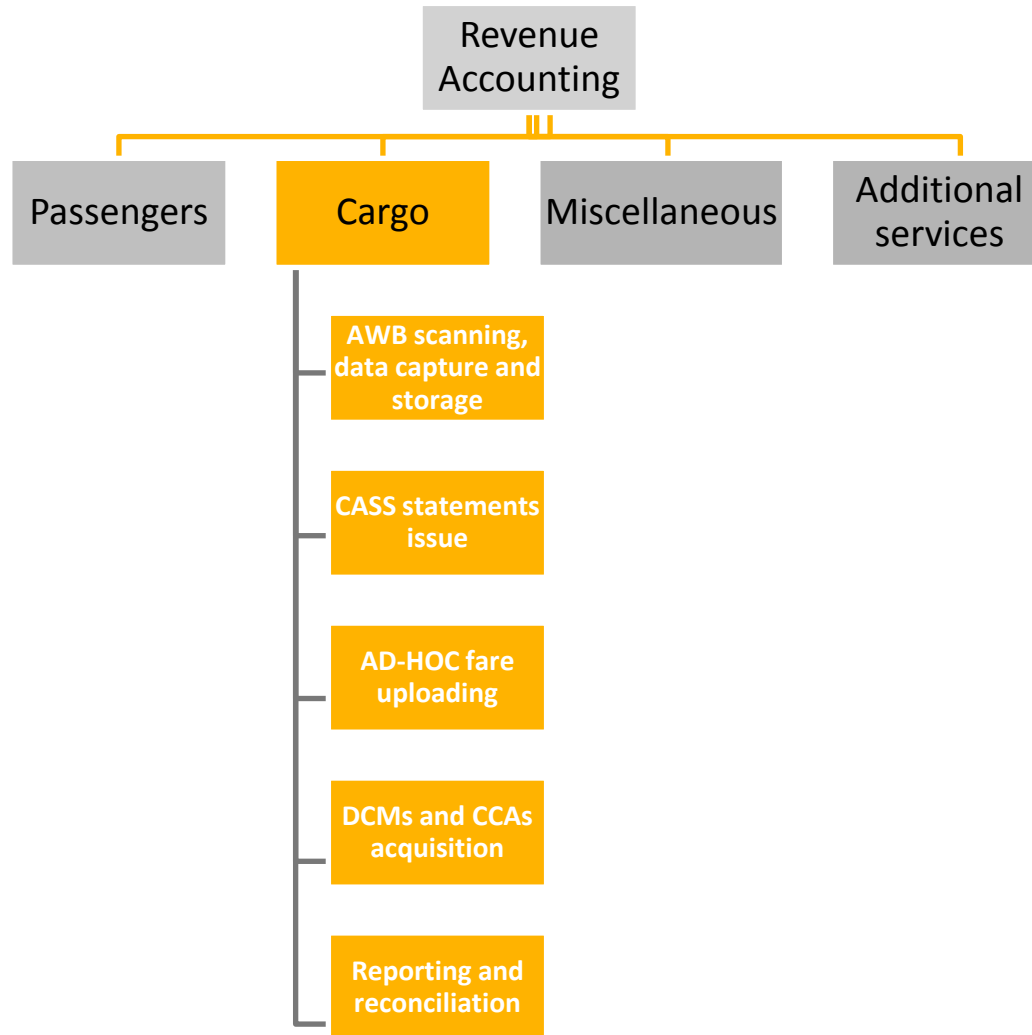 Revenue
Accounting
Passengers
Cargo
Miscellaneous
Additional
services
AWB scanning,
data capture and
storage
CASS statements
issue
AD-HOC fare
uploading
DCMs and CCAs
acquisition
Reporting and
reconciliation